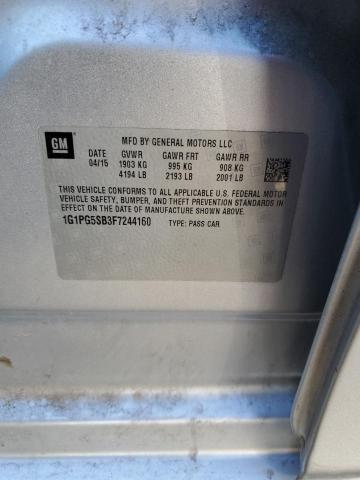 GM
MFD BY GENERAL MOTORS LLC
DATE GVWR GAWR FRT GAWR RR
04/15 1903 KG 995 KG 908 KG
4194 LB 2193 LB 2001 LB
THIS VEHICLE CONFORMS TO ALL APPLICABLE U.S. FEDERAL MOTOR
VEHICLE SAFETY, BUMPER, AND THEFT PREVENTION STANDARDS IN
EFFECT ON THE DATE OF MANUFACTURE SHOWN ABOVE.
1G1PG5SB3F7244160 TYPE: PASS CAR